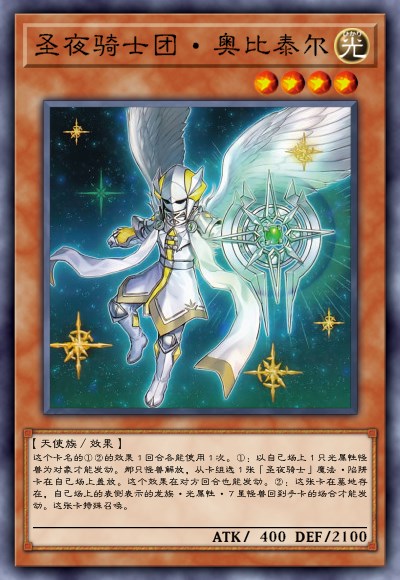 圣夜骑士团・奥比泰尔
光
【天使族/效果】
这个卡名的①②的效果1回合各能使用1次。①：以自己场上1只光属性怪
兽为对象才能发动。那只怪兽解放，从卡组选1张「圣夜骑士」魔法・陷阱
卡在自己场上盖放。这个效果在对方回合也能发动。②：这张卡在墓地存
在，自己场上的表侧表示的龙族・光属性・7星怪兽回到手卡的场合才能发
动。这张卡特殊召唤。
ATK/ 400 DEF/2100